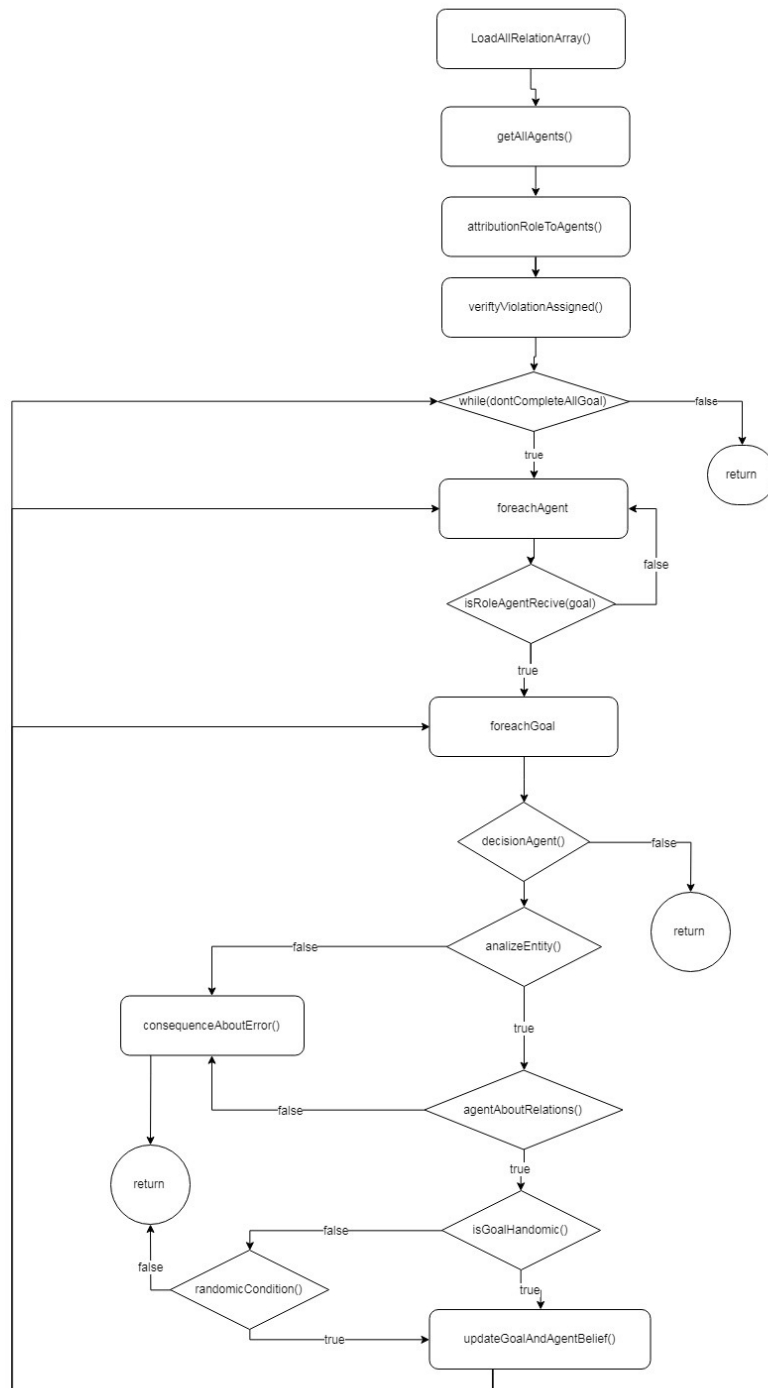 LoadAllRelationArray()
getAllAgents()
attributionRoleToAgents()
veriftyViolationAssigned()
while(dontCompleteAllGoal)
false
true
return
foreachAgent
false
isRoleAgentRecive(goal)
true
foreachGoal
decisionAgent()
false
return
analizeEntity()
false
consequenceAboutError()
true
agentAboutRelations()
false
true
return
isGoalHandomic()
false
false
randomicCondition()
true
true
updateGoalAndAgentBelief()